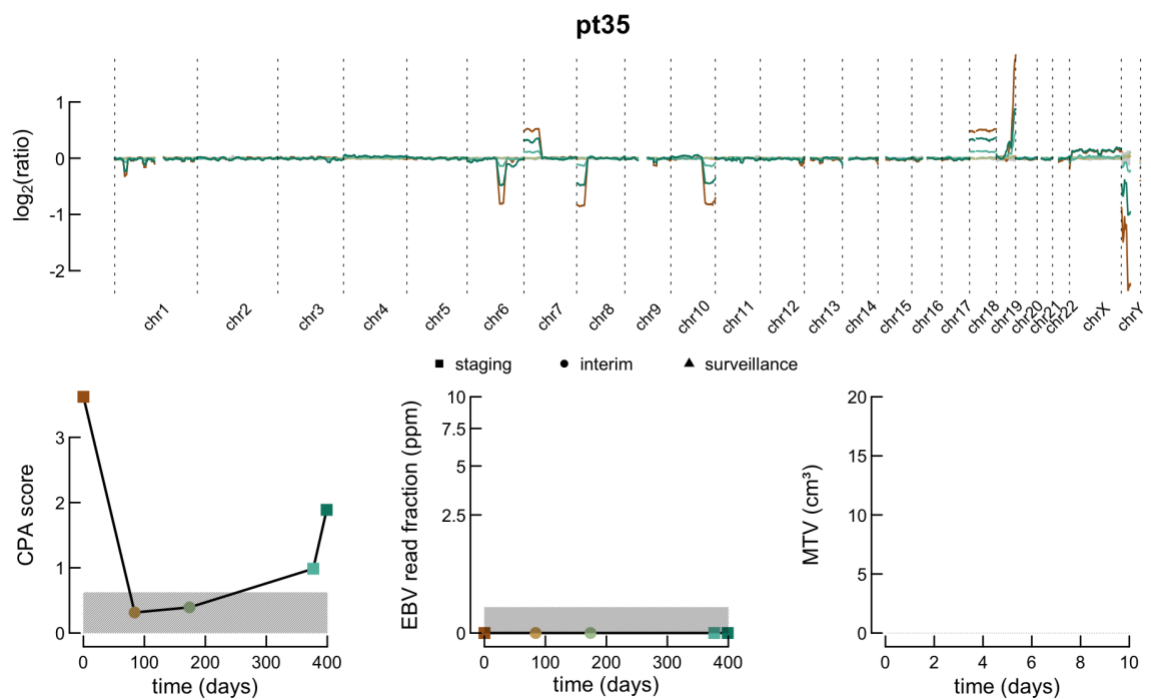 pt35
log2(ratio)
1
0
-1
-2
chr1 chr2 chr3 chr4 chr5 chr6 chr7 chr8 chr9 chr10 chr11 chr12 chr13 chr14 chr15 chr16 chr17 chr18 chr19 chr20 chr21 chr22 chrX chrY
staging interim surveillance
CPA score
3
2
1
0
0 100 200 300 400
time (days)
EBV read fraction (ppm)
10
7.5
5
2.5
0
0 100 200 300 400
time (days)
MTV (cm³)
20
15
10
5
0
0 2 4 6 8 10
time (days)